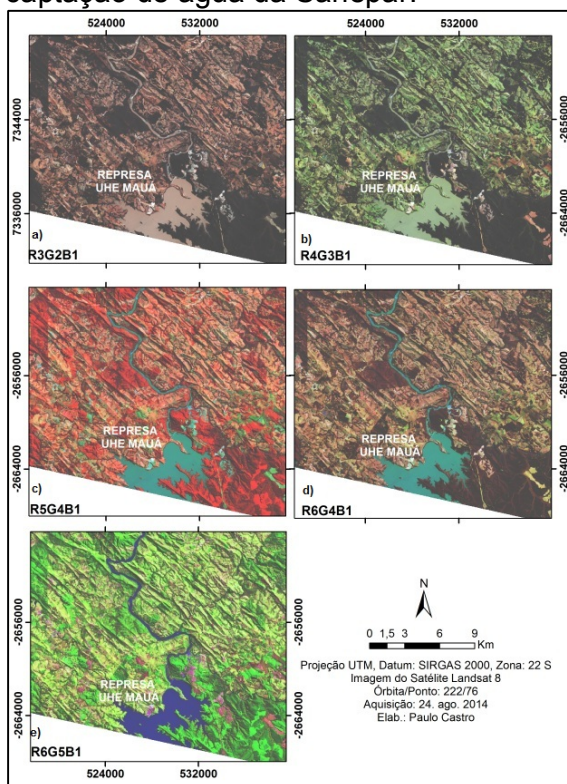 captação de água da Sanepar.
524000 532000
524000 532000
7344000
7336000
-2656000
-2664000
REPRESA
UHE MAUÁ
a)
R3G2B1
REPRESA
UHE MAUÁ
b)
R4G3B1
-2656000
-2664000
-2656000
-2664000
REPRESA
UHE MAUÁ
c)
R5G4B1
REPRESA
UHE MAUÁ
d)
R6G4B1
524000 532000
-2656000
-2664000
REPRESA
UHE MAUÁ
e)
R6G5B1
524000 532000
N
0 1,5 3 6 9
Km
Projeção UTM, Datum: SIRGAS 2000, Zona: 22 S
Imagem do Satélite Landsat 8
Órbita/Ponto: 222/76
Aquisição: 24. ago. 2014
Elab.: Paulo Castro